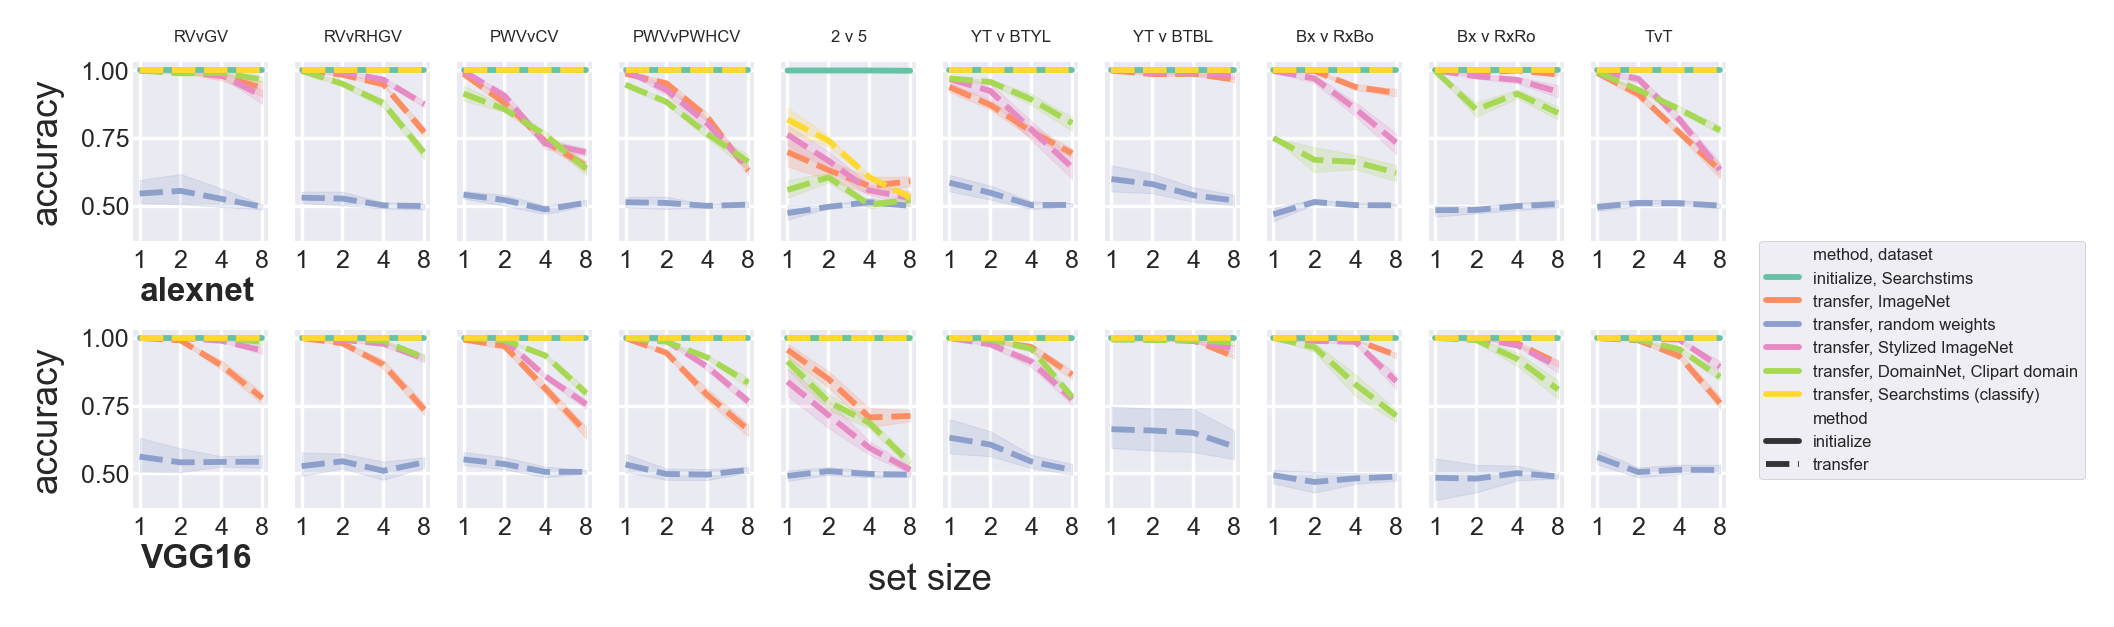 RVvGV RVvRHGV PWVvCV PWVvPWHCV 2 v 5 YT v BTYL YT v BTBL Bx v RxBo Bx v RxRo TvT
accuracy
1.00
0.75
0.50
1 2 4 8 1 2 4 8 1 2 4 8 1 2 4 8 1 2 4 8 1 2 4 8 1 2 4 8 1 2 4 8 1 2 4 8 1 2 4 8
alexnet
accuracy
1.00
0.75
0.50
1 2 4 8 1 2 4 8 1 2 4 8 1 2 4 8 1 2 4 8 1 2 4 8 1 2 4 8 1 2 4 8 1 2 4 8 1 2 4 8
VGG16
set size
method, dataset
initialize, Searchstims
transfer, ImageNet
transfer, random weights
transfer, Stylized ImageNet
transfer, DomainNet, Clipart domain
transfer, Searchstims (classify)
method
initialize
transfer